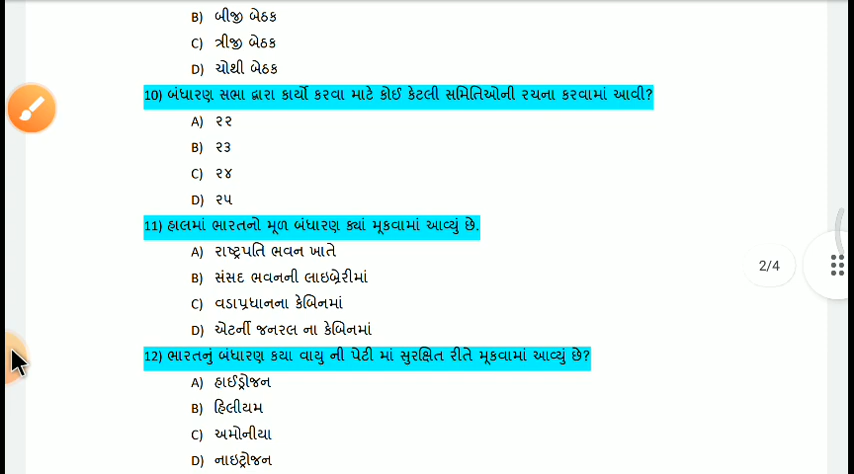 B) બીજી બેઠક
C) ત્રીજી બેઠક
D) ચોથી બેઠક
10) બંધારણ સભા દ્વારા કાર્યો કરવા માટે કોઈ કેટલી સમિતિઓની રચના કરવામાં આવી?
A) ૨૨
B) ૨૩
C) ૨૪
D) ૨૫
11) હાલમાં ભારતનો મૂળ બંધારણ ક્યાં મૂકવામાં આવ્યું છે.
A) રાષ્ટ્રપતિ ભવન ખાતે
B) સંસદ ભવનની લાઇબ્રેરીમાં
2/4
C) વડાપ્રધાનના કેબિનમાં
D) એટર્ની જનરલ ના કેબિનમાં
12) ભારતનું બંધારણ કયા વાયુ ની પેટી માં સુરક્ષિત રીતે મૂકવામાં આવ્યું છે?
A) હાઈડ્રોજન
B) હિલીયમ
C) અમોનીયા
D) નાઇટ્રોજન